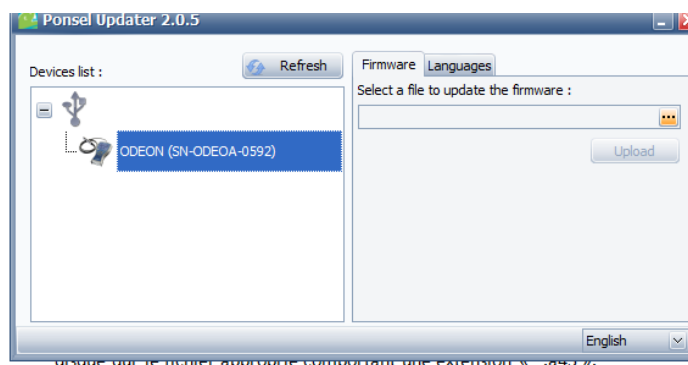 Ponsel Updater 2.0.5
Devices list :
Refresh
ODEON (SN-ODEOA-0592)
Firmware
Languages
Select a file to update the firmware :
...
Upload
English